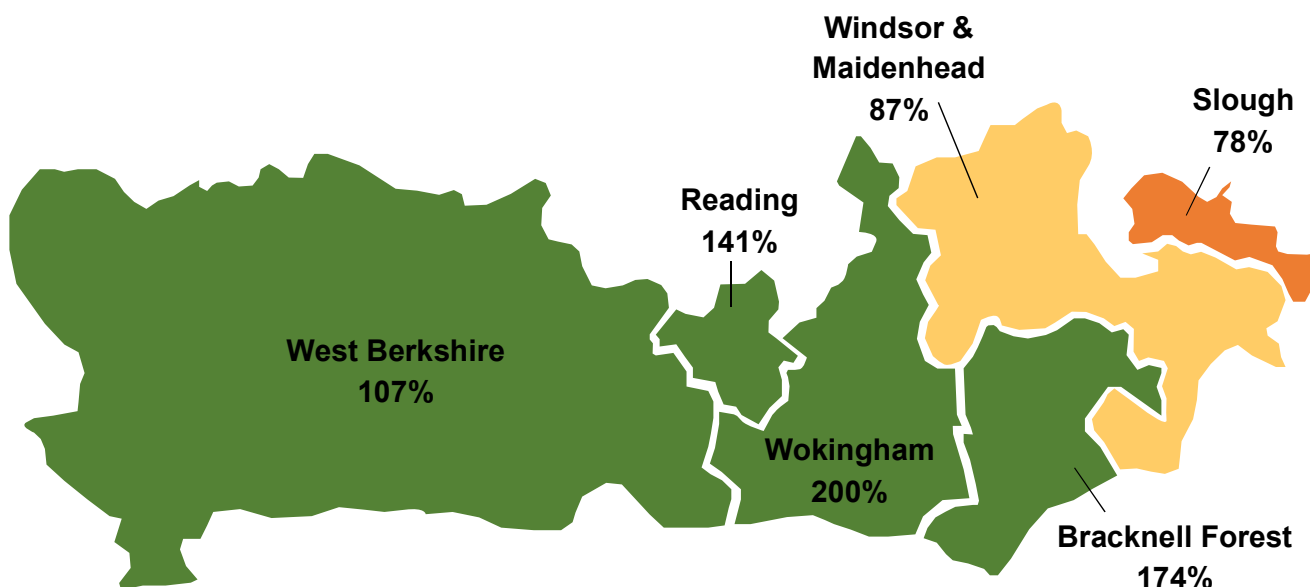 Windsor &
Maidenhead
87%
Slough
78%
Reading
141%
West Berkshire
107%
Wokingham
200%
Bracknell Forest
174%